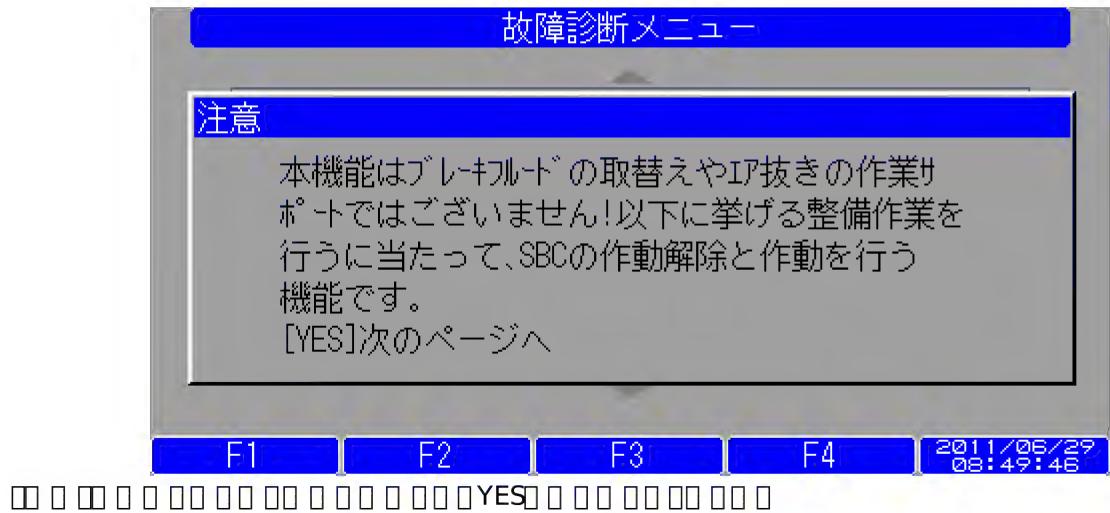 故障診断メニュー
注意
本機能はﾌﾞﾚｰｷﾌﾙｰﾄﾞの取替えやｴｱ抜きの作業ｻ
ﾎﾟｰﾄではございません!以下に挙げる整備作業を
行うに当たって､SBCの作動解除と作動を行う
機能です。
[YES]次のページへ
F1 F2 F3 F4 2011/06/29
08:49:46
YES